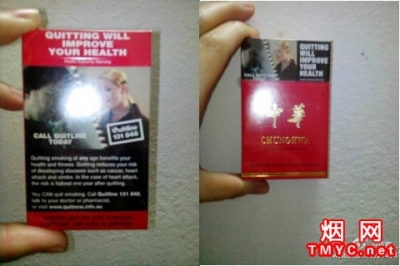 QUITTING WILL
IMPROVE
YOUR HEALTH
Health Authority Warning
CALL QUITLINE
TODAY
Quitline
131 848
Quitting smoking at any age benefits your
health and fitness. Quitting reduces your risk
of developing diseases such as cancer, heart
attack and stroke. In the case of heart attack,
the risk is halved one year after quitting.
You CAN quit smoking. Call Quitline 131 848,
talk to your doctor or pharmacist,
or visit www.quitnow.info.au
QUITTING
WILL
IMPROVE
YOUR
HEALTH
中華
CHUNGHWA
烟网
TMYC.net